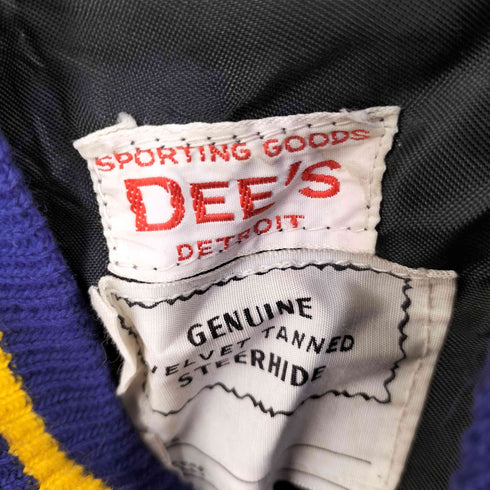 SPORTING GOODS
DEE'S
DETROIT
GENUINE
VELVET TANNED
STEERHIDE